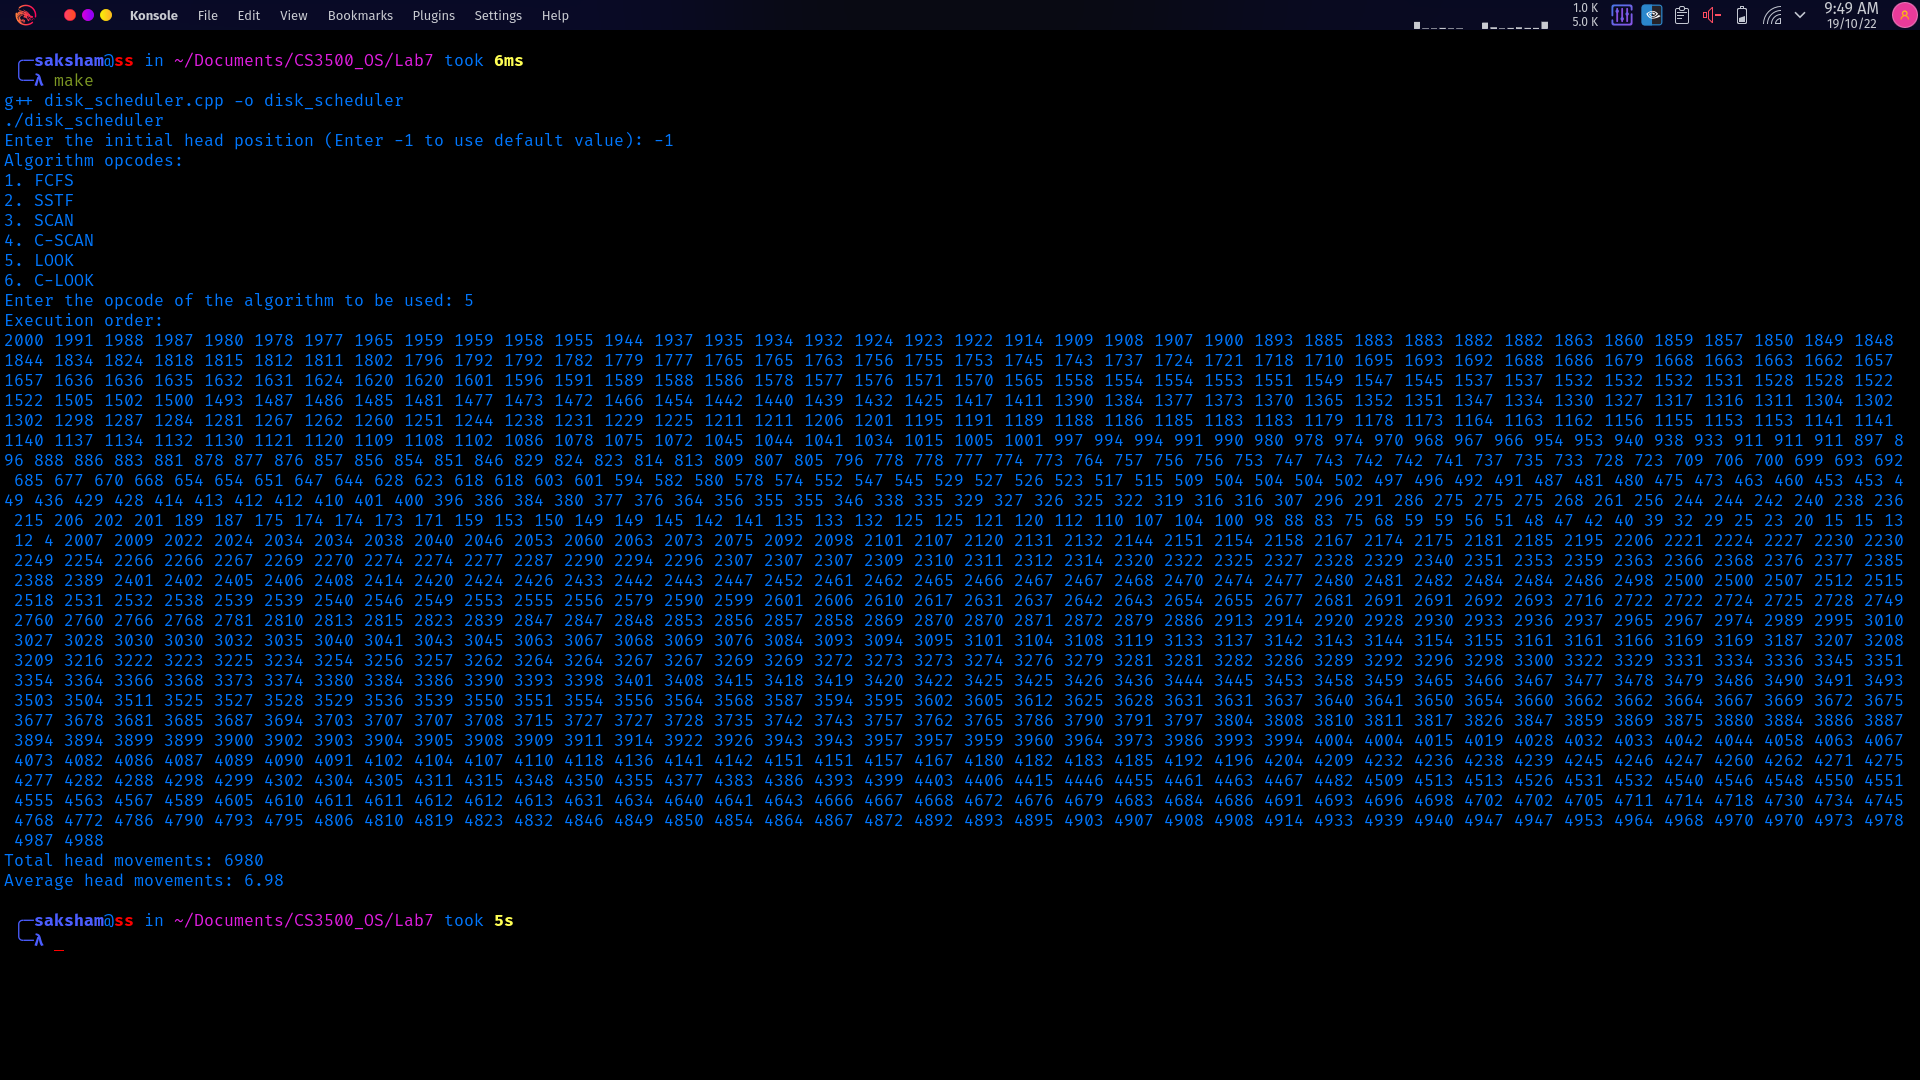 Konsole File Edit View Bookmarks Plugins Settings Help 1.0 K 5.0 K 9:49 AM 19/10/22
saksham@ss in ~/Documents/CS3500_OS/Lab7 took 6ms
λ make
g++ disk_scheduler.cpp -o disk_scheduler
./disk_scheduler
Enter the initial head position (Enter -1 to use default value): -1
Algorithm opcodes:
1. FCFS
2. SSTF
3. SCAN
4. C-SCAN
5. LOOK
6. C-LOOK
Enter the opcode of the algorithm to be used: 5
Execution order:
2000 1991 1988 1987 1980 1978 1977 1965 1959 1959 1958 1955 1944 1937 1935 1934 1932 1924 1923 1922 1914 1909 1908 1907 1900 1893 1885 1883 1883 1882 1882 1863 1860 1859 1857 1850 1849 1848
1844 1834 1824 1818 1815 1812 1811 1802 1796 1792 1792 1782 1779 1777 1765 1765 1763 1756 1755 1753 1745 1743 1737 1724 1721 1718 1710 1695 1693 1692 1688 1686 1679 1668 1663 1663 1662 1657
1657 1636 1636 1635 1632 1631 1624 1620 1620 1601 1596 1591 1589 1588 1586 1578 1577 1576 1571 1570 1565 1558 1554 1554 1553 1551 1549 1547 1545 1537 1537 1532 1532 1532 1531 1528 1528 1522
1522 1505 1502 1500 1493 1487 1486 1485 1481 1477 1473 1472 1466 1454 1442 1440 1439 1432 1425 1417 1411 1390 1384 1377 1373 1370 1365 1352 1351 1347 1334 1330 1327 1317 1316 1311 1304 1302
1302 1298 1287 1284 1281 1267 1262 1260 1251 1244 1238 1231 1229 1225 1211 1211 1206 1201 1195 1191 1189 1188 1186 1185 1183 1183 1179 1178 1173 1164 1163 1162 1156 1155 1153 1153 1141 1141
1140 1137 1134 1132 1130 1121 1120 1109 1108 1102 1086 1078 1075 1072 1045 1044 1041 1034 1015 1005 1001 997 994 994 991 990 980 978 974 970 968 967 966 954 953 940 938 933 911 911 911 897 8
96 888 886 883 881 878 877 876 857 856 854 851 846 829 824 823 814 813 809 807 805 796 778 778 777 774 773 764 757 756 756 753 747 743 742 742 741 737 735 733 728 723 709 706 700 699 693 692
685 677 670 668 654 654 651 647 644 628 623 618 618 603 601 594 582 580 578 574 552 547 545 529 527 526 523 517 515 509 504 504 504 502 497 496 492 491 487 481 480 475 473 463 460 453 453 4
49 436 429 428 414 413 412 412 410 401 400 396 386 384 380 377 376 364 356 355 355 346 338 335 329 327 326 325 322 319 316 316 307 296 291 286 275 275 275 268 261 256 244 244 242 240 238 236
215 206 202 201 189 187 175 174 174 173 171 159 153 150 149 149 145 142 141 135 133 132 125 125 121 120 112 110 107 104 100 98 88 83 75 68 59 59 56 51 48 47 42 40 39 32 29 25 23 20 15 15 13
12 4 2007 2009 2022 2024 2034 2034 2038 2040 2046 2053 2060 2063 2073 2075 2092 2098 2101 2107 2120 2131 2132 2144 2151 2154 2158 2167 2174 2175 2181 2185 2195 2206 2221 2224 2227 2230 2230
2249 2254 2266 2266 2267 2269 2270 2274 2274 2277 2287 2290 2294 2296 2307 2307 2307 2309 2310 2311 2312 2314 2320 2322 2325 2327 2328 2329 2340 2351 2353 2359 2363 2366 2368 2376 2377 2385
2388 2389 2401 2402 2405 2406 2408 2414 2420 2424 2426 2433 2442 2443 2447 2452 2461 2462 2465 2466 2467 2467 2468 2470 2474 2477 2480 2481 2482 2484 2484 2486 2498 2500 2500 2507 2512 2515
2518 2531 2532 2538 2539 2539 2540 2546 2549 2553 2555 2556 2579 2590 2599 2601 2606 2610 2617 2631 2637 2642 2643 2654 2655 2677 2681 2691 2691 2692 2693 2716 2722 2722 2724 2725 2728 2749
2760 2760 2766 2768 2781 2810 2813 2815 2823 2839 2847 2847 2848 2853 2856 2857 2858 2869 2870 2870 2871 2872 2879 2886 2913 2914 2920 2928 2930 2933 2936 2937 2965 2967 2974 2989 2995 3010
3027 3028 3030 3030 3032 3035 3040 3041 3043 3045 3063 3067 3068 3069 3076 3084 3093 3094 3095 3101 3104 3108 3119 3133 3137 3142 3143 3144 3154 3155 3161 3161 3166 3169 3169 3187 3207 3208
3209 3216 3222 3223 3225 3234 3254 3256 3257 3262 3264 3264 3267 3267 3269 3269 3272 3273 3273 3274 3276 3279 3281 3281 3282 3286 3289 3292 3296 3298 3300 3322 3329 3331 3334 3336 3345 3351
3354 3364 3366 3368 3373 3374 3380 3384 3386 3390 3393 3398 3401 3408 3415 3418 3419 3420 3422 3425 3425 3426 3436 3444 3445 3453 3458 3459 3465 3466 3467 3477 3478 3479 3486 3490 3491 3493
3503 3504 3511 3525 3527 3528 3529 3536 3539 3550 3551 3554 3556 3564 3568 3587 3594 3595 3602 3605 3612 3625 3628 3631 3631 3637 3640 3641 3650 3654 3660 3662 3662 3664 3667 3669 3672 3675
3677 3678 3681 3685 3687 3694 3703 3707 3707 3708 3715 3727 3727 3728 3735 3742 3743 3757 3762 3765 3786 3790 3791 3797 3804 3808 3810 3811 3817 3826 3847 3859 3869 3875 3880 3884 3886 3887
3894 3894 3899 3899 3900 3902 3903 3904 3905 3908 3909 3911 3914 3922 3926 3943 3943 3957 3957 3959 3960 3964 3973 3986 3993 3994 4004 4004 4015 4019 4028 4032 4033 4042 4044 4058 4063 4067
4073 4082 4086 4087 4089 4090 4091 4102 4104 4107 4110 4118 4136 4141 4142 4151 4151 4157 4167 4180 4182 4183 4185 4192 4196 4204 4209 4232 4236 4238 4239 4245 4246 4247 4260 4262 4271 4275
4277 4282 4288 4298 4299 4302 4304 4305 4311 4315 4348 4350 4355 4377 4383 4386 4393 4399 4403 4406 4415 4446 4455 4461 4463 4467 4482 4509 4513 4513 4526 4531 4532 4540 4546 4548 4550 4551
4555 4563 4567 4589 4605 4610 4611 4611 4612 4612 4613 4631 4634 4640 4641 4643 4666 4667 4668 4672 4676 4679 4683 4684 4686 4691 4693 4696 4698 4702 4702 4705 4711 4714 4718 4730 4734 4745
4768 4772 4786 4790 4793 4795 4806 4810 4819 4823 4832 4846 4849 4850 4854 4864 4867 4872 4892 4893 4895 4903 4907 4908 4908 4914 4933 4939 4940 4947 4947 4953 4964 4968 4970 4970 4973 4978
4987 4988
Total head movements: 6980
Average head movements: 6.98
saksham@ss in ~/Documents/CS3500_OS/Lab7 took 5s
λ _